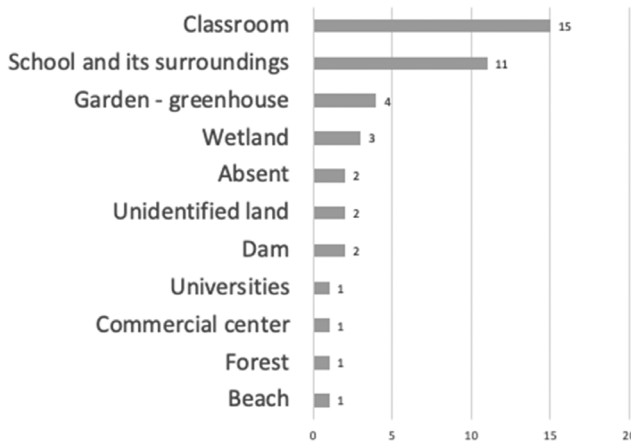 Classroom 15
School and its surroundings 11
Garden - greenhouse 4
Wetland 3
Absent 2
Unidentified land 2
Dam 2
Universities 1
Commercial center 1
Forest 1
Beach 1
0 5 10 15 20